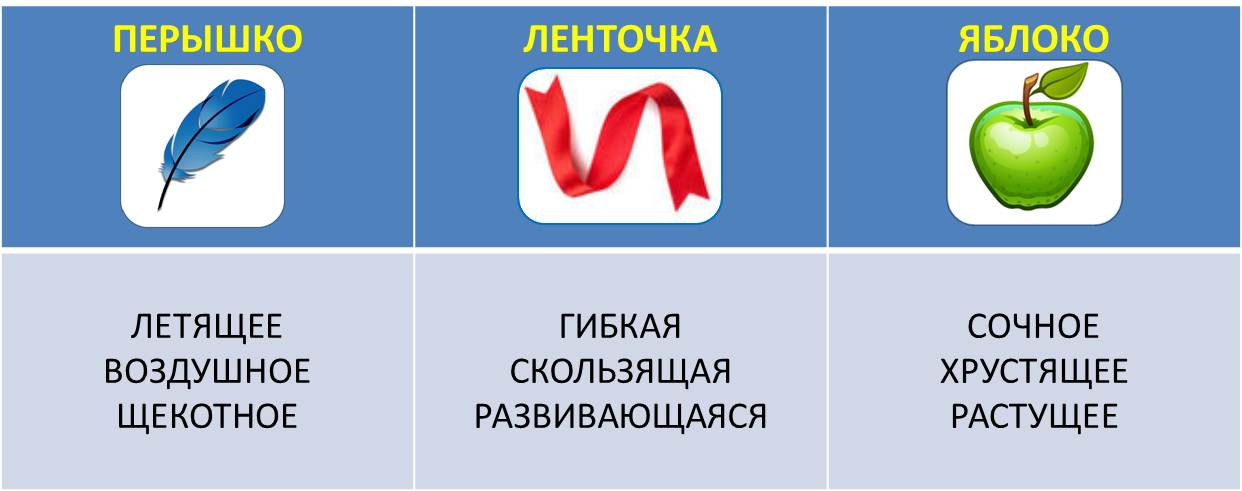 ПЕРЫШКО
ЛЕНТОЧКА
ЯБЛОКО
ЛЕТЯЩЕЕ
ВОЗДУШНОЕ
ЩЕКОТНОЕ
ГИБКАЯ
СКОЛЬЗЯЩАЯ
РАЗВИВАЮЩАЯСЯ
СОЧНОЕ
ХРУСТЯЩЕЕ
РАСТУЩЕЕ